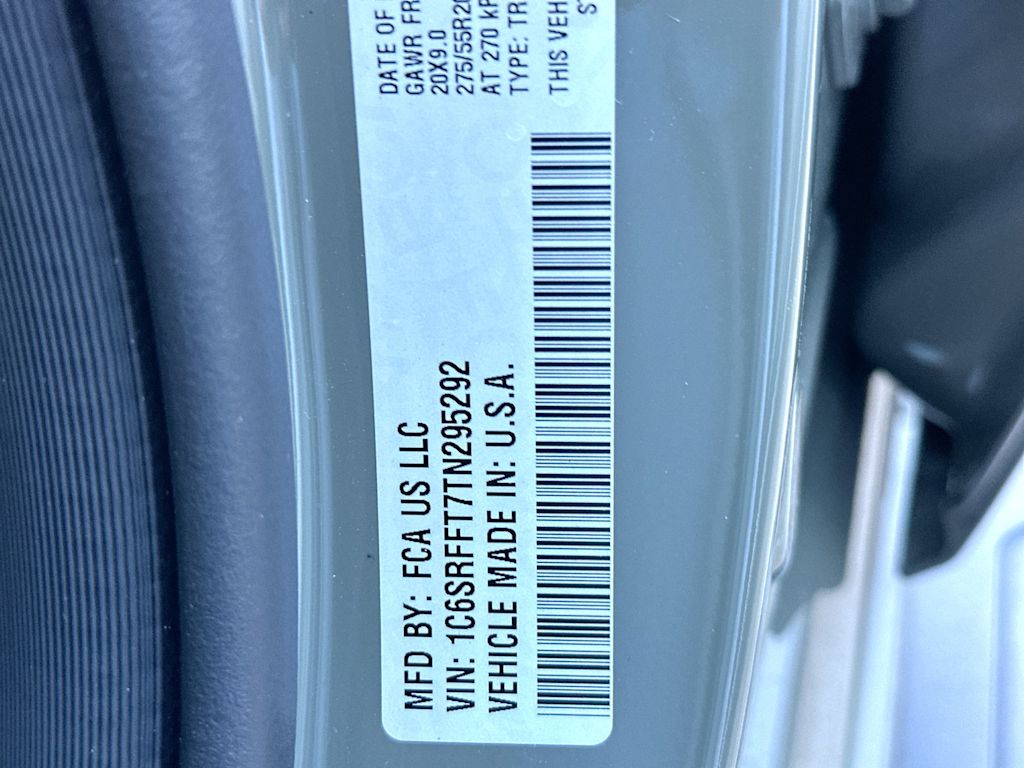 MFD BY: FCA US LLC
VIN: 1C6SRFFT7TN295292
VEHICLE MADE IN: U.S.A.
DATE OF
GAWR FR
20X9.0
275/55R20
AT 270 kP
TYPE: TR
THIS VEH